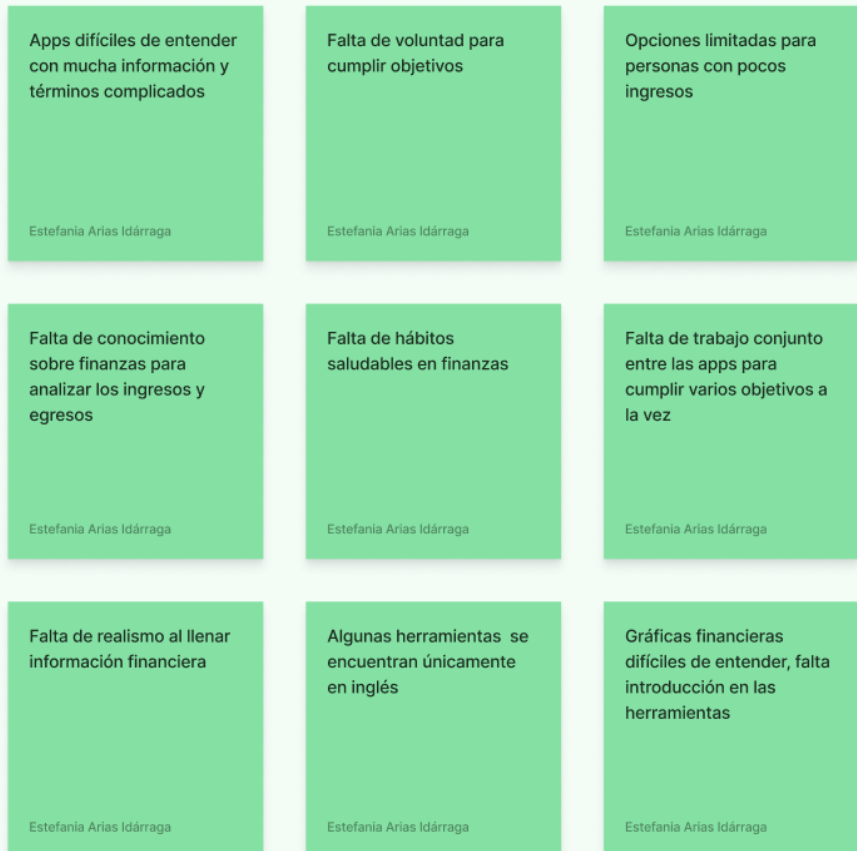 Apps difíciles de entender
con mucha información y
términos complicados
Estefania Arias Idárraga
Falta de voluntad para
cumplir objetivos
Estefania Arias Idárraga
Opciones limitadas para
personas con pocos
ingresos
Estefania Arias Idárraga
Falta de conocimiento
sobre finanzas para
analizar los ingresos y
egresos
Estefania Arias Idárraga
Falta de hábitos
saludables en finanzas
Estefania Arias Idárraga
Falta de trabajo conjunto
entre las apps para
cumplir varios objetivos a
la vez
Estefania Arias Idárraga
Falta de realismo al llenar
información financiera
Estefania Arias Idárraga
Algunas herramientas  se
encuentran únicamente
en inglés
Estefania Arias Idárraga
Gráficas financieras
difíciles de entender, falta
introducción en las
herramientas
Estefania Arias Idárraga